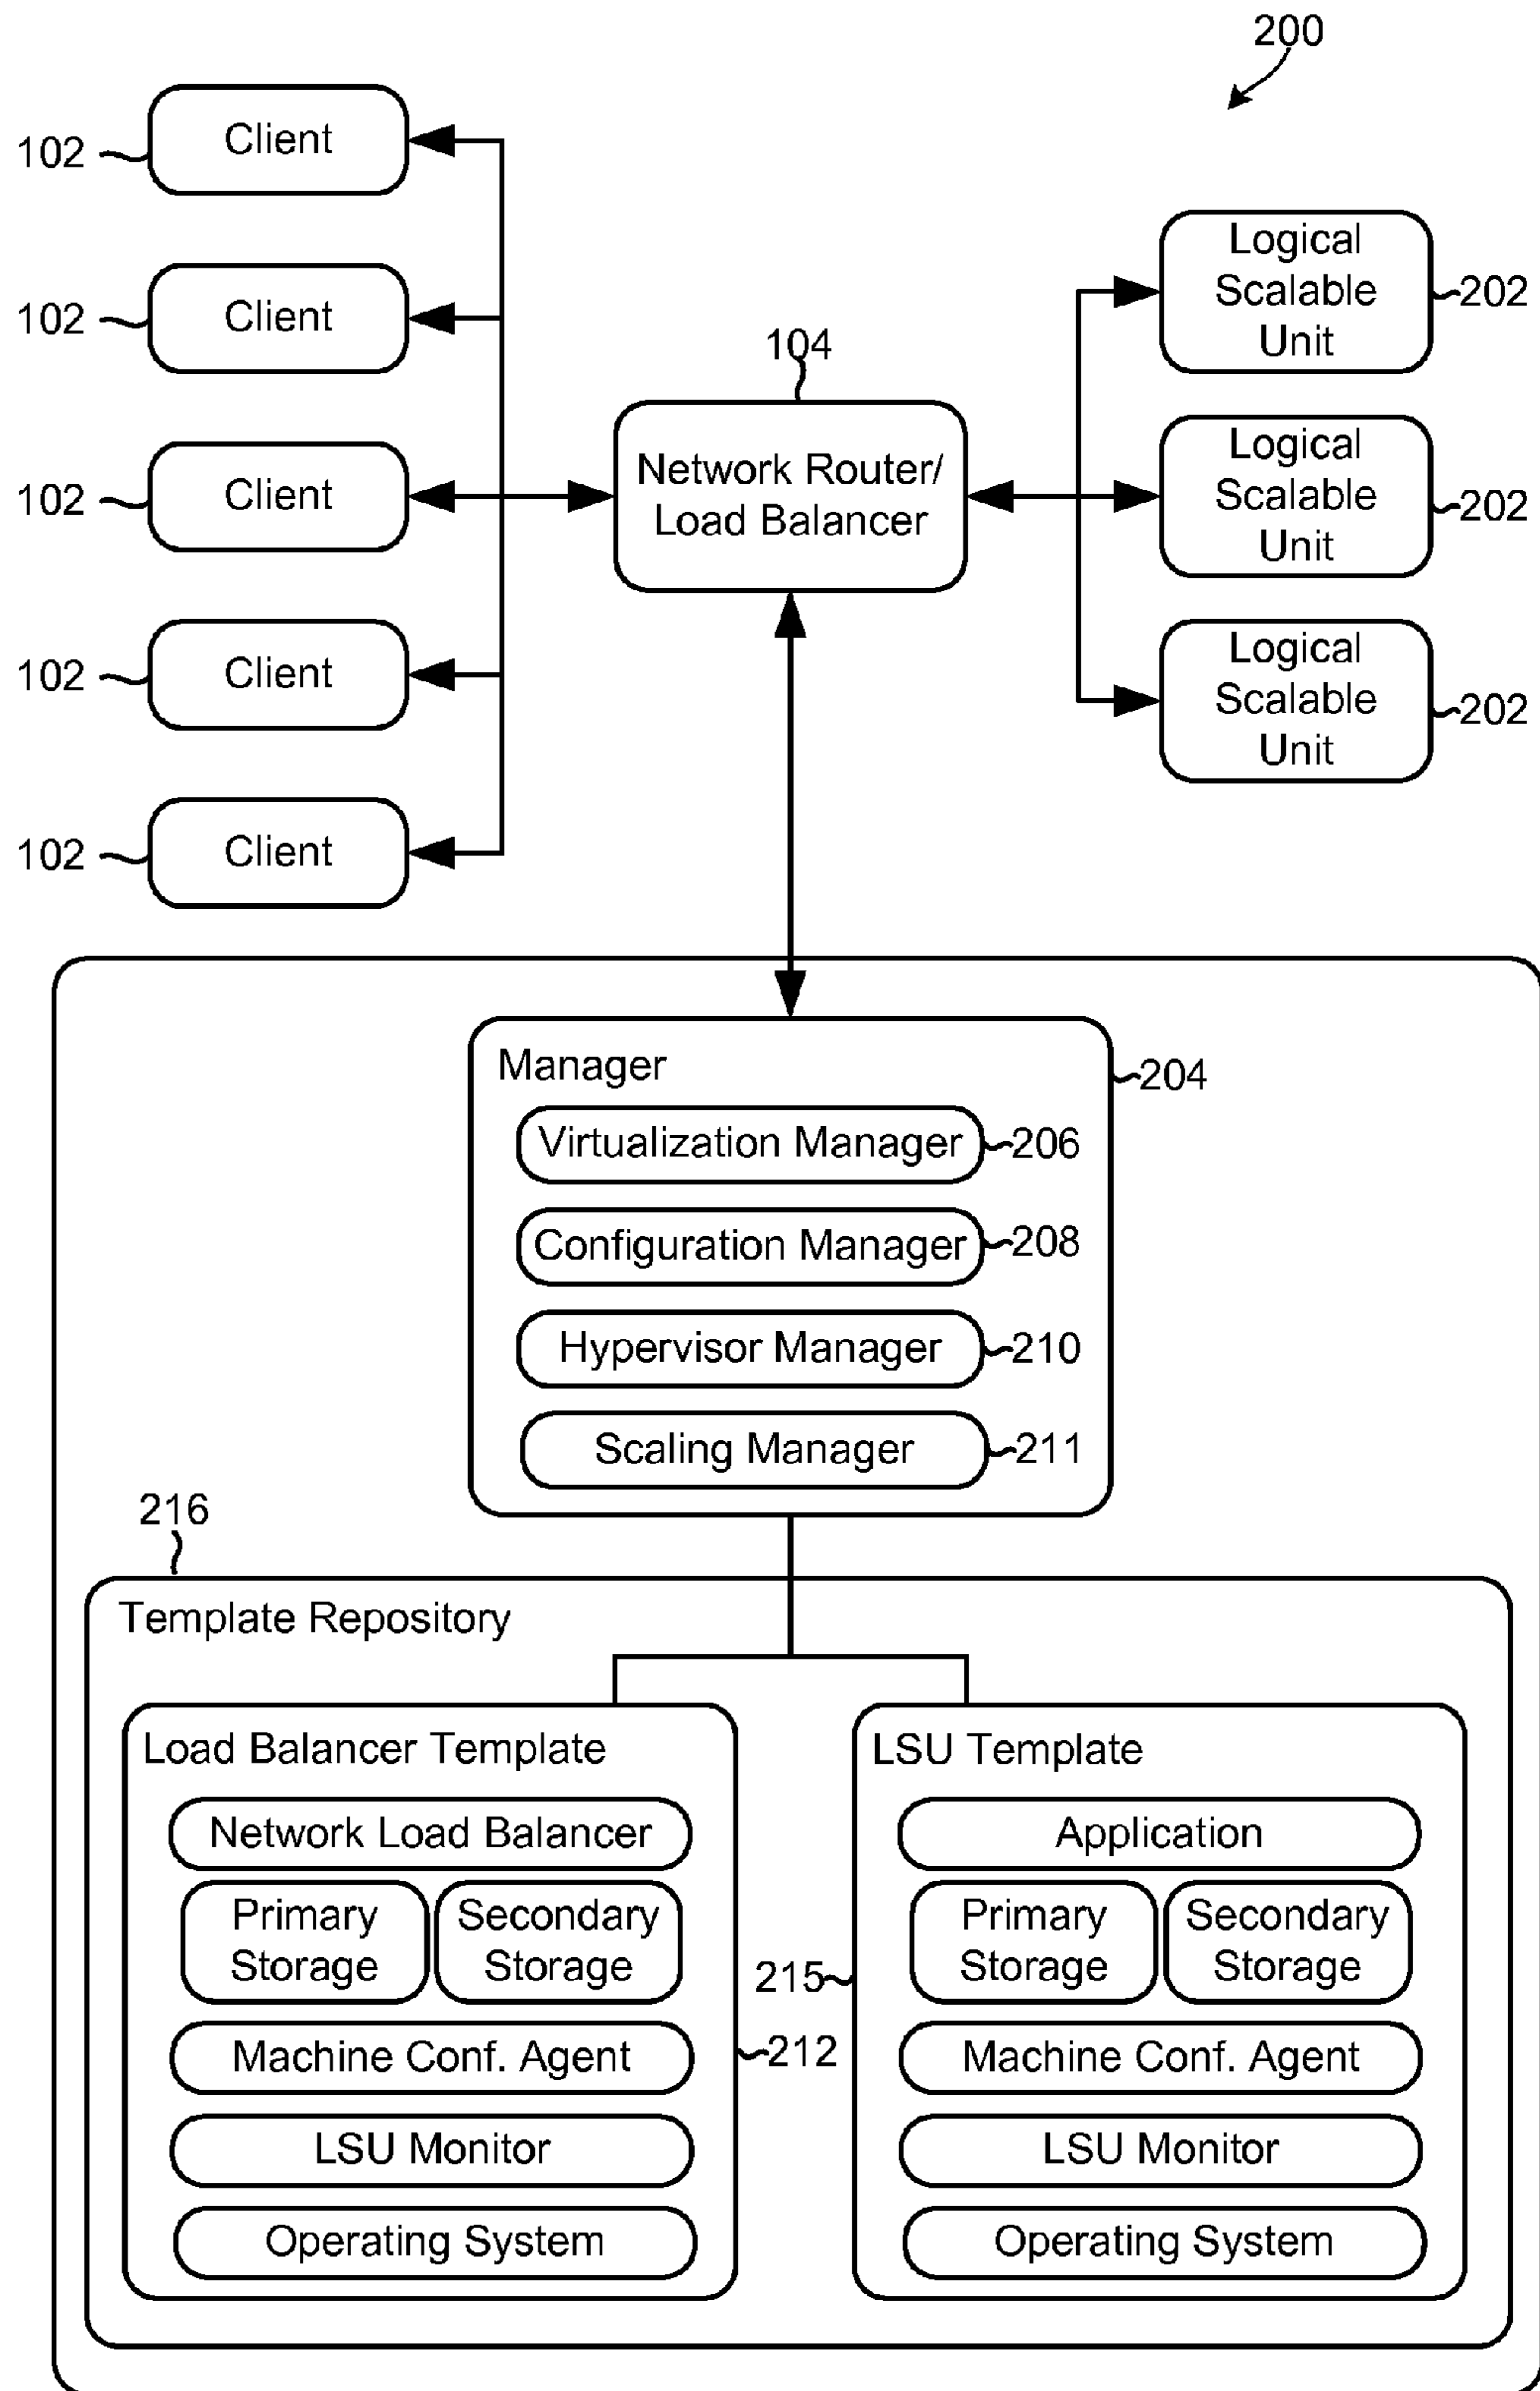 200
102
Client
102
Client
102
Client
102
Client
102
Client
104
Network Router/
Load Balancer
Logical
Scalable
Unit
202
Logical
Scalable
Unit
202
Logical
Scalable
Unit
202
Manager
204
Virtualization Manager
206
Configuration Manager
208
Hypervisor Manager
210
Scaling Manager
211
216
Template Repository
Load Balancer Template
Network Load Balancer
Primary
Storage
Secondary
Storage
Machine Conf. Agent
212
LSU Monitor
Operating System
LSU Template
Application
Primary
Storage
Secondary
Storage
215
Machine Conf. Agent
LSU Monitor
Operating System